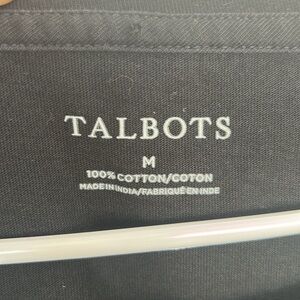 TALBOTS
M
100% COTTON/COTON
MADE IN INDIA/FABRIQUÉ EN INDE